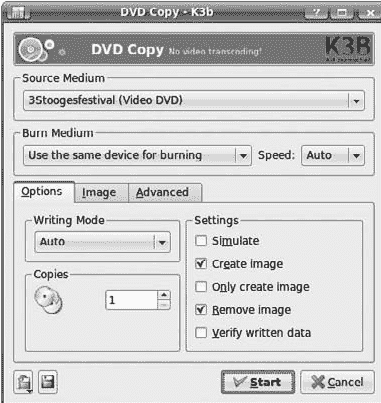 DVD Copy - K3b
DVD Copy No video transcoding!
K3B
Source Medium
3Stoogesfestival (Video DVD)
Burn Medium
Use the same device for burning Speed: Auto
Options Image Advanced
Writing Mode
Auto
Copies
1
Settings
Simulate
Create image
Only create image
Remove image
Verify written data
Start Cancel